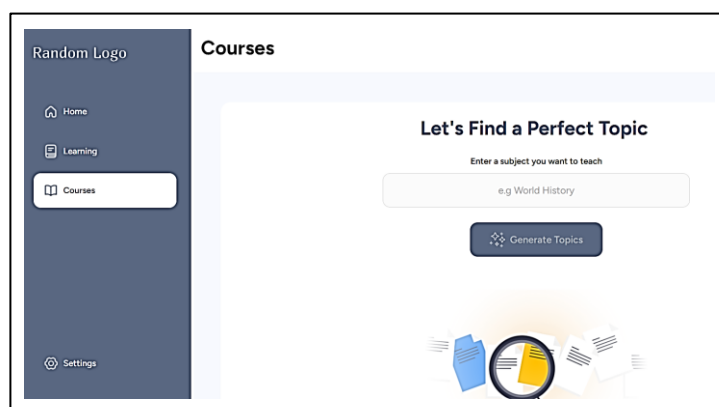 Random Logo
Home
Learning
Courses
Settings
Courses
Let's Find a Perfect Topic
Enter a subject you want to teach
e.g World History
Generate Topics